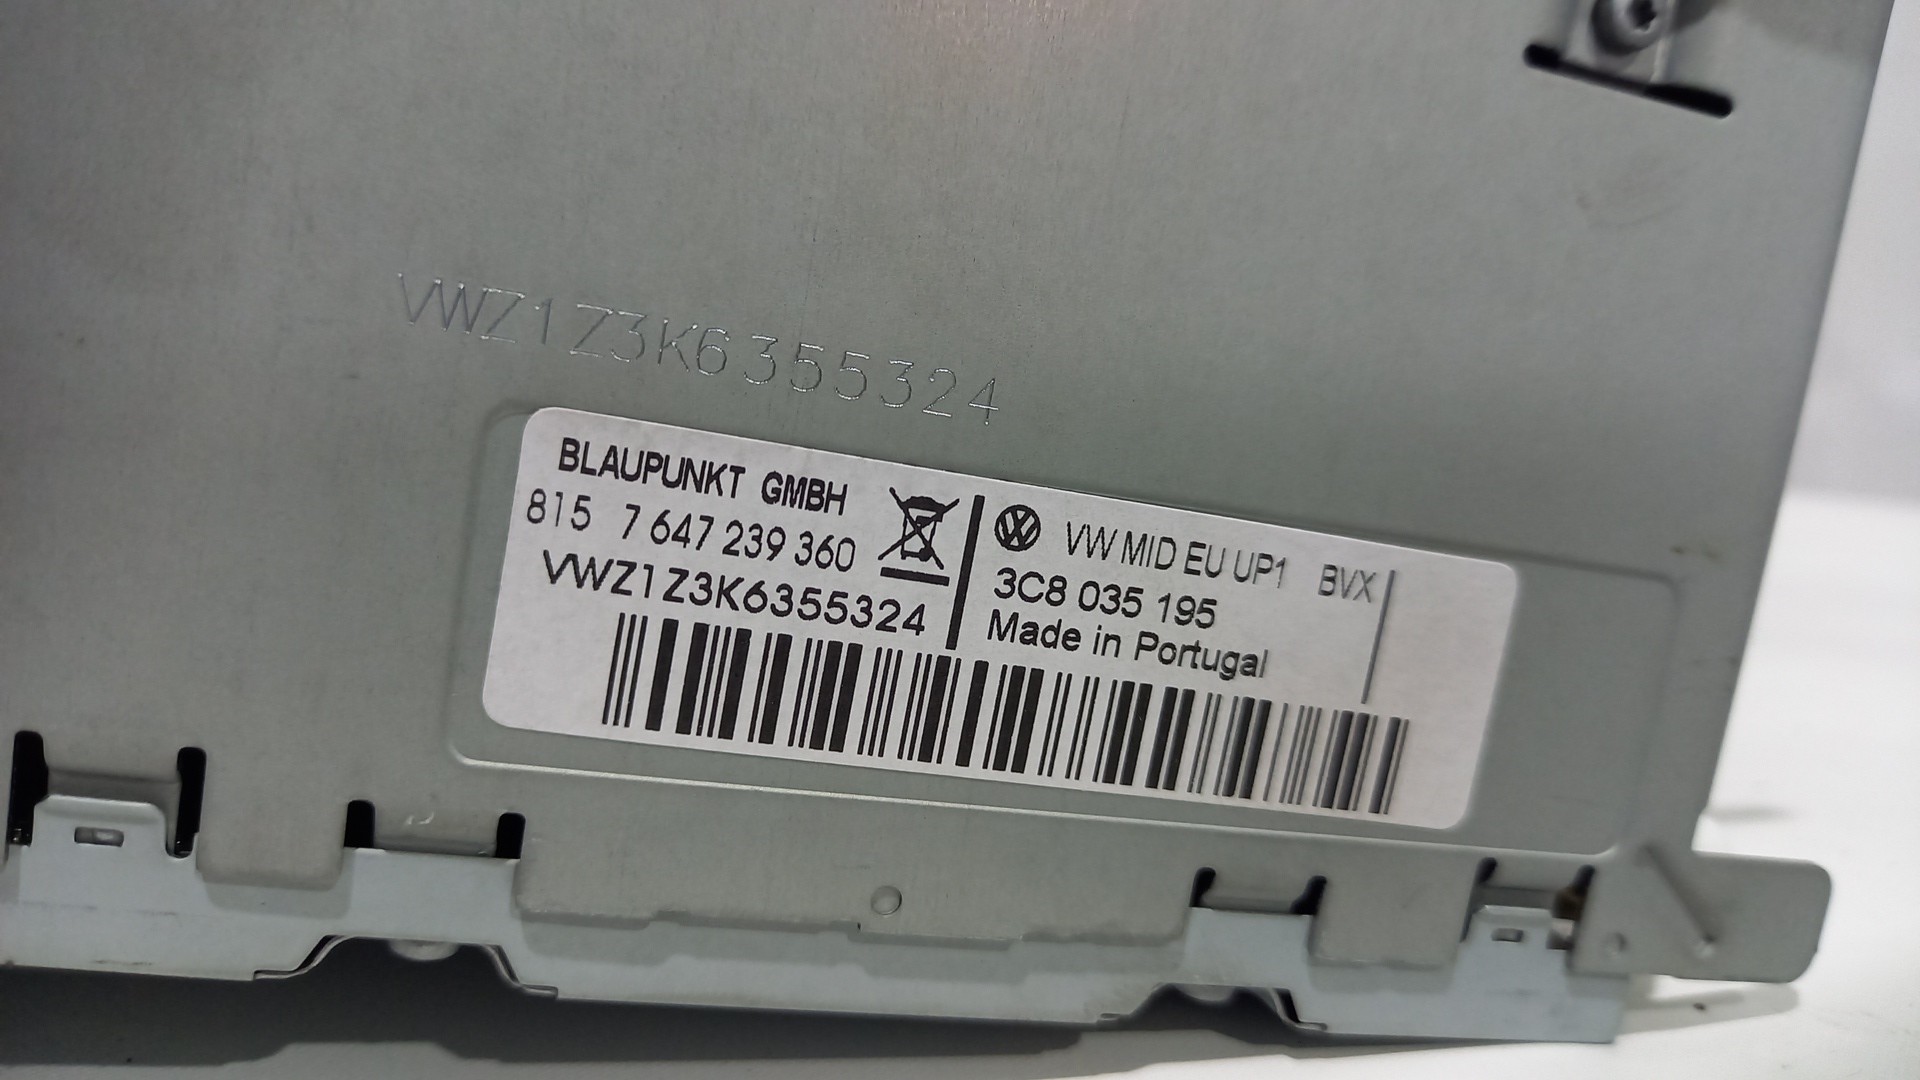 VWZ1Z3K6355324
BLAUPUNKT GMBH
815 7 647 239 360
VWZ1Z3K6355324
VW MID EU UP1 BVX
3C8 035 195
Made in Portugal